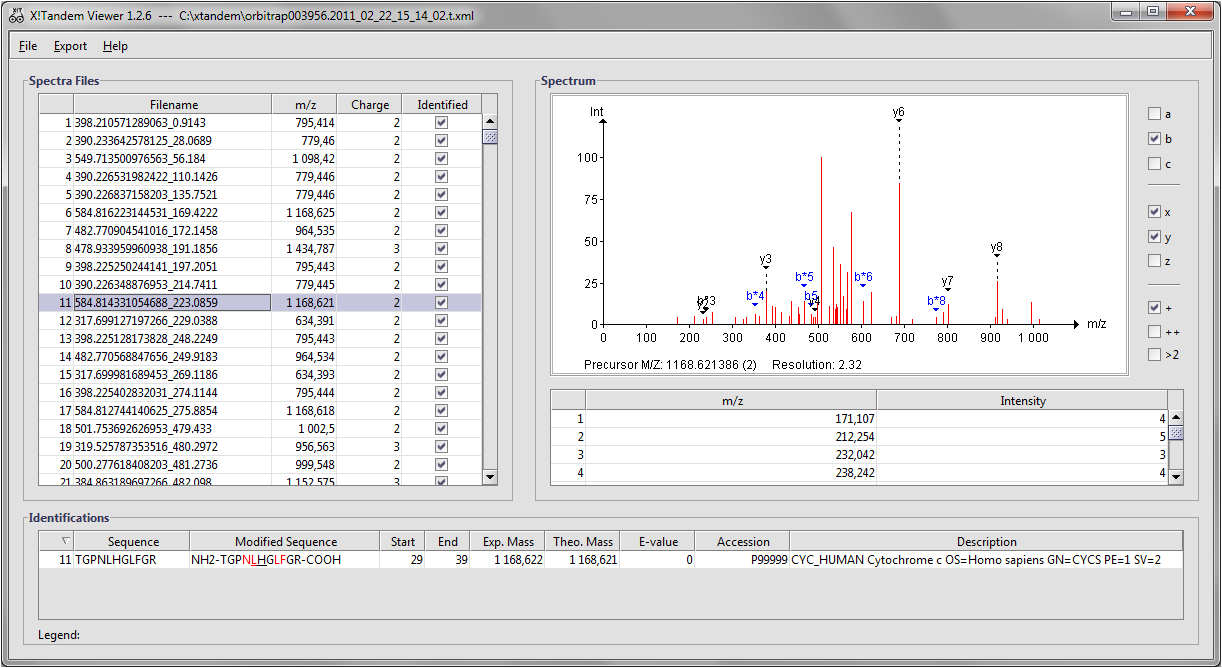 X!Tandem Viewer 1.2.6 --- C:\xtandem\orbitrap003956.2011_02_22_15_14_02.t.xml
File Export Help
Spectra Files
Filename m/z Charge Identified
1 398.210571289063_0.9143 795,414 2
2 390.233642578125_28.0689 779,46 2
3 549.713500976563_56.184 1 098,42 2
4 390.226531982422_110.1426 779,446 2
5 390.226837158203_135.7521 779,446 2
6 584.816223144531_169.4222 1 168,625 2
7 482.770904541016_172.1458 964,535 2
8 478.933959960938_191.1856 1 434,787 3
9 398.225250244141_197.2051 795,443 2
10 390.226348876953_214.7411 779,445 2
11 584.814331054688_223.0859 1 168,621 2
12 317.699127197266_229.0388 634,391 2
13 398.225128173828_248.2249 795,443 2
14 482.770568847656_249.9183 964,534 2
15 317.699981689453_269.1186 634,393 2
16 398.225402832031_274.1144 795,444 2
17 584.812744140625_275.8854 1 168,618 2
18 501.753692626953_479.433 1 002,5 2
19 319.525787353516_480.2972 956,563 3
20 500.277618408203_481.2736 999,548 2
21 384.863189697266_482.098 1 152,575 3
Spectrum
Int
100
75
50
25
0
0 100 200 300 400 500 600 700 800 900 1000
m/z
b*3
y3
b*4
b*5
b5
y4
b*6
y6
b*8
y7
y8
Precursor M/Z: 1168.621386 (2) Resolution: 2.32
a
b
c
x
y
z
+
++
>2
m/z Intensity
1 171,107 4
2 212,254 5
3 232,042 3
4 238,242 4
Identifications
Sequence Modified Sequence Start End Exp. Mass Theo. Mass E-value Accession Description
11 TGPNLHGLFGR NH2-TGPNLHGLFGR-COOH 29 39 1 168,622 1 168,621 0 P99999 CYC_HUMAN Cytochrome c OS=Homo sapiens GN=CYCS PE=1 SV=2
Legend: